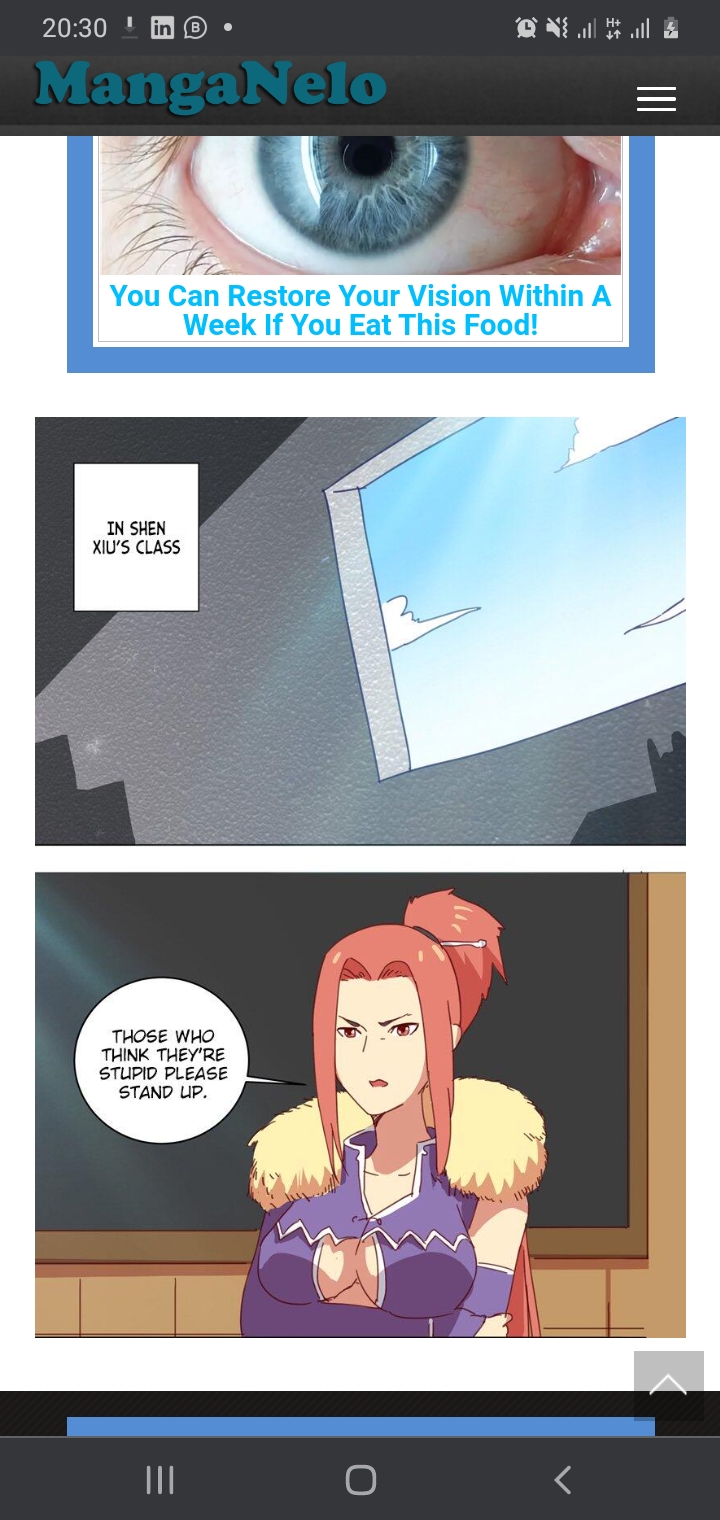 20:30
in
B
H+
MangaNelo
You Can Restore Your Vision Within A
Week If You Eat This Food!
IN SHEN
XIU'S CLASS
THOSE WHO
THINK THEY'RE
STUPID PLEASE
STAND UP.